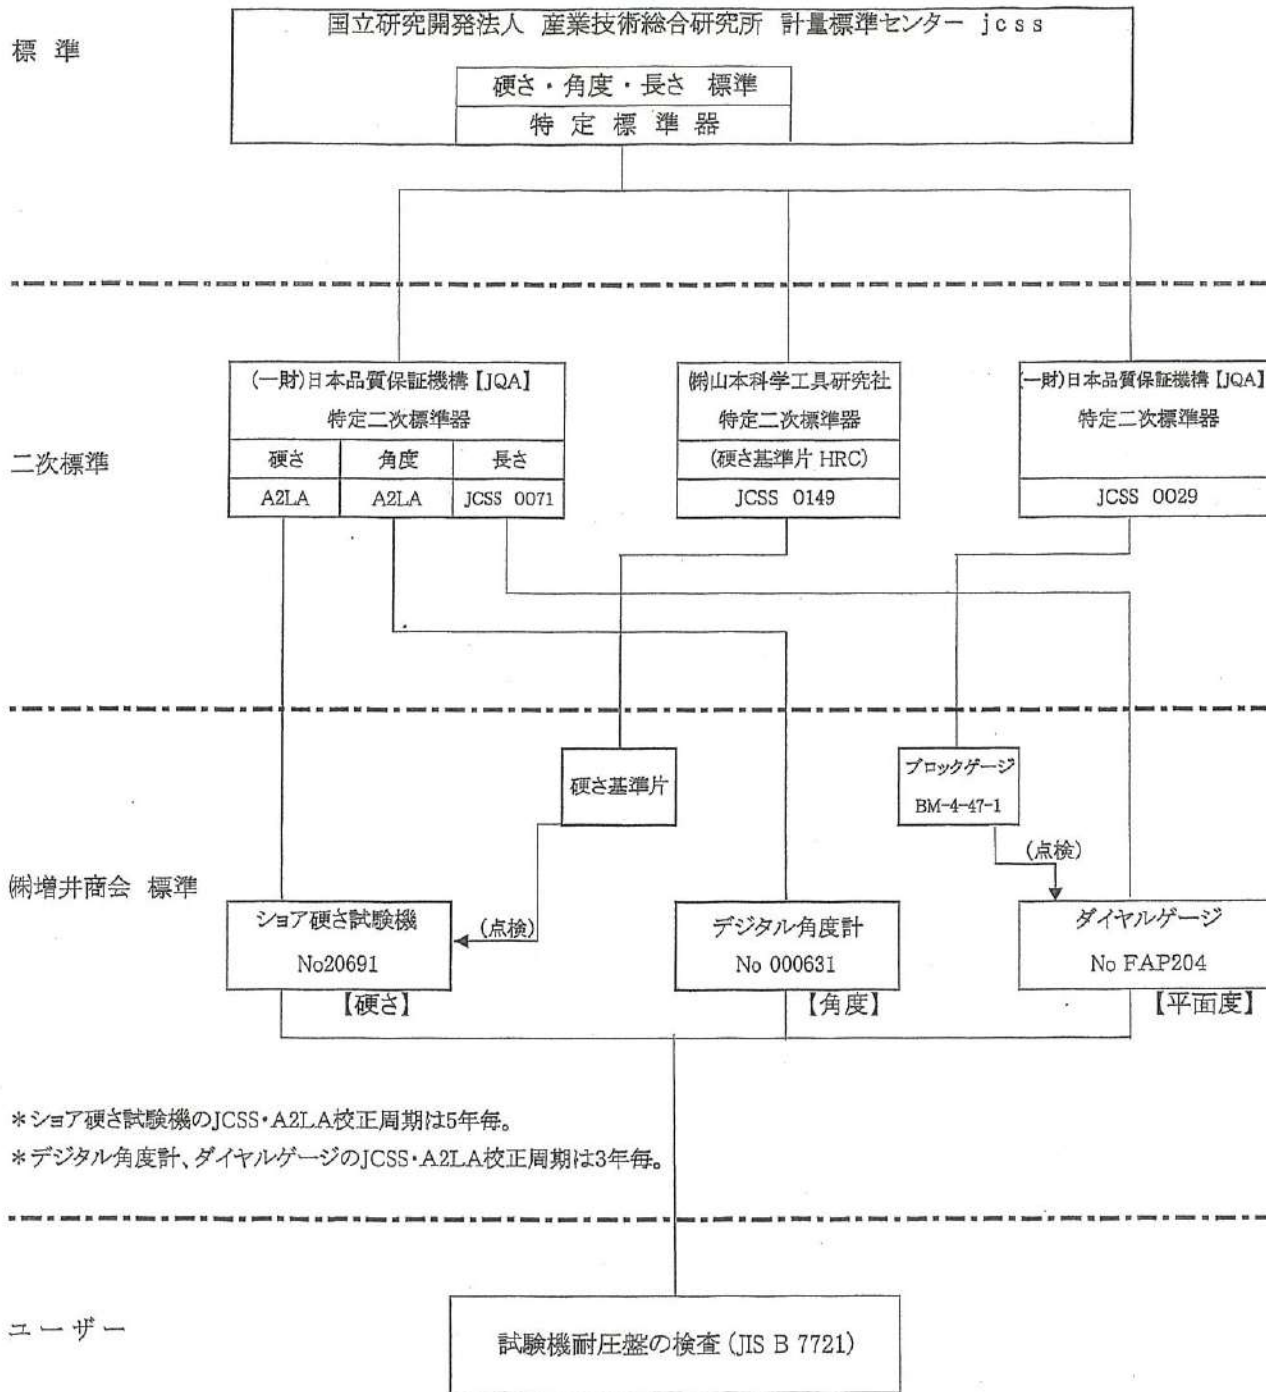 国立研究開発法人 産業技術総合研究所 計量標準センター jcss
標 準
硬さ・角度・長さ 標準
特 定 標 準 器
(一財)日本品質保証機構【JQA】
特定二次標準器
硬さ 角度 長さ
A2LA A2LA JCSS 0071
㈱山本科学工具研究社
特定二次標準器
(硬さ基準片 HRC)
JCSS 0149
(一財)日本品質保証機構【JQA】
特定二次標準器
JCSS 0029
二次標準
硬さ基準片
ブロックゲージ
BM-4-47-1
(点検)
㈱増井商会 標準
ショア硬さ試験機
No20691
(点検)
【硬さ】
デジタル角度計
No 000631
【角度】
ダイヤルゲージ
No FAP204
【平面度】
*ショア硬さ試験機のJCSS・A2LA校正周期は5年毎。
*デジタル角度計、ダイヤルゲージのJCSS・A2LA校正周期は3年毎。
ユーザー
試験機耐圧盤の検査(JIS B 7721)